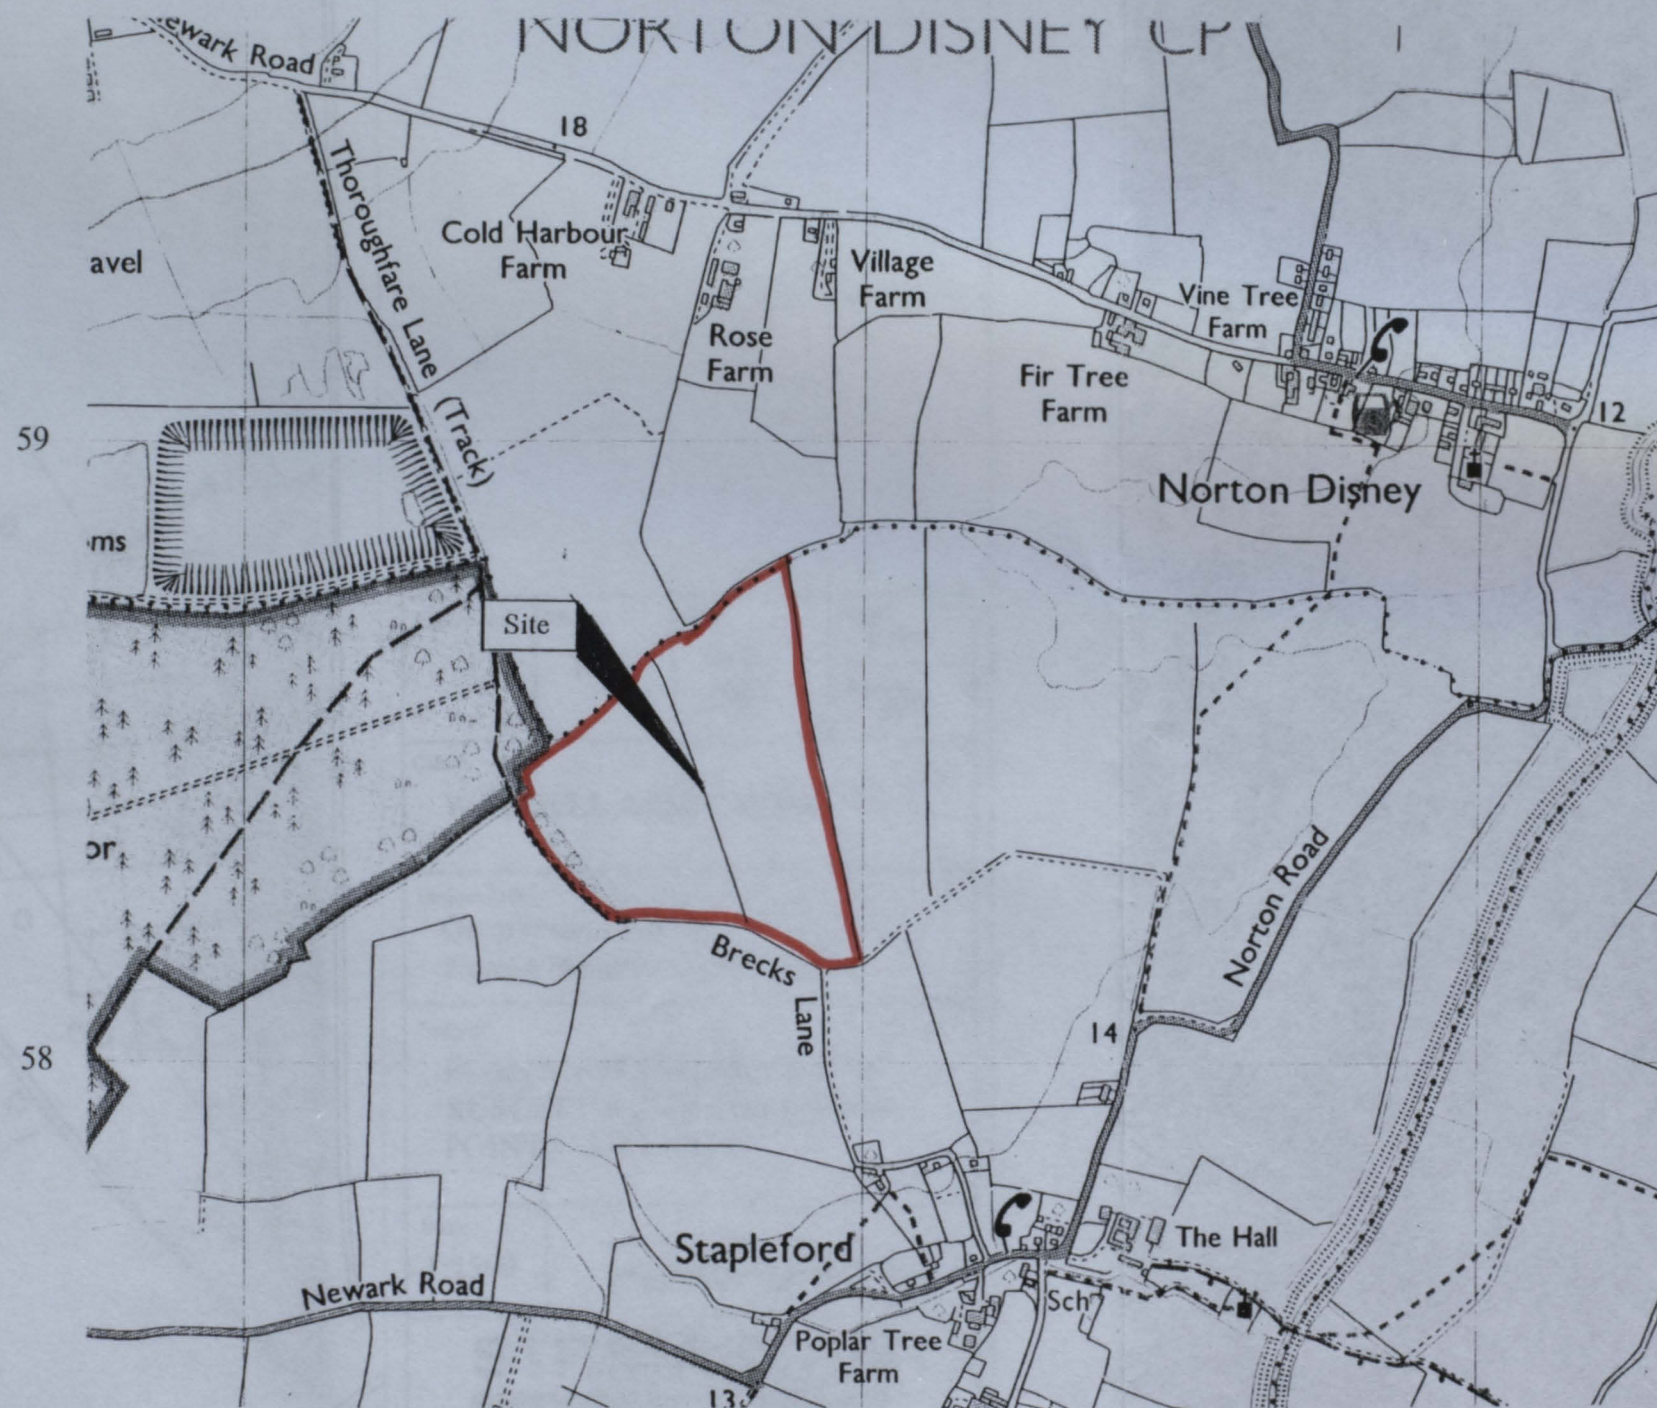 NORTON DISNEY CP
ewark Road
18
Thoroughfare Lane (Track)
Cold Harbour
Farm
avel
Village
Farm
Vine Tree
Farm
Rose
Farm
Fir Tree
Farm
12
59
Norton Disney
oms
Site
or
Norton Road
Brecks Lane
14
58
The Hall
Stapleford
Newark Road
Sch
Poplar Tree
Farm
13